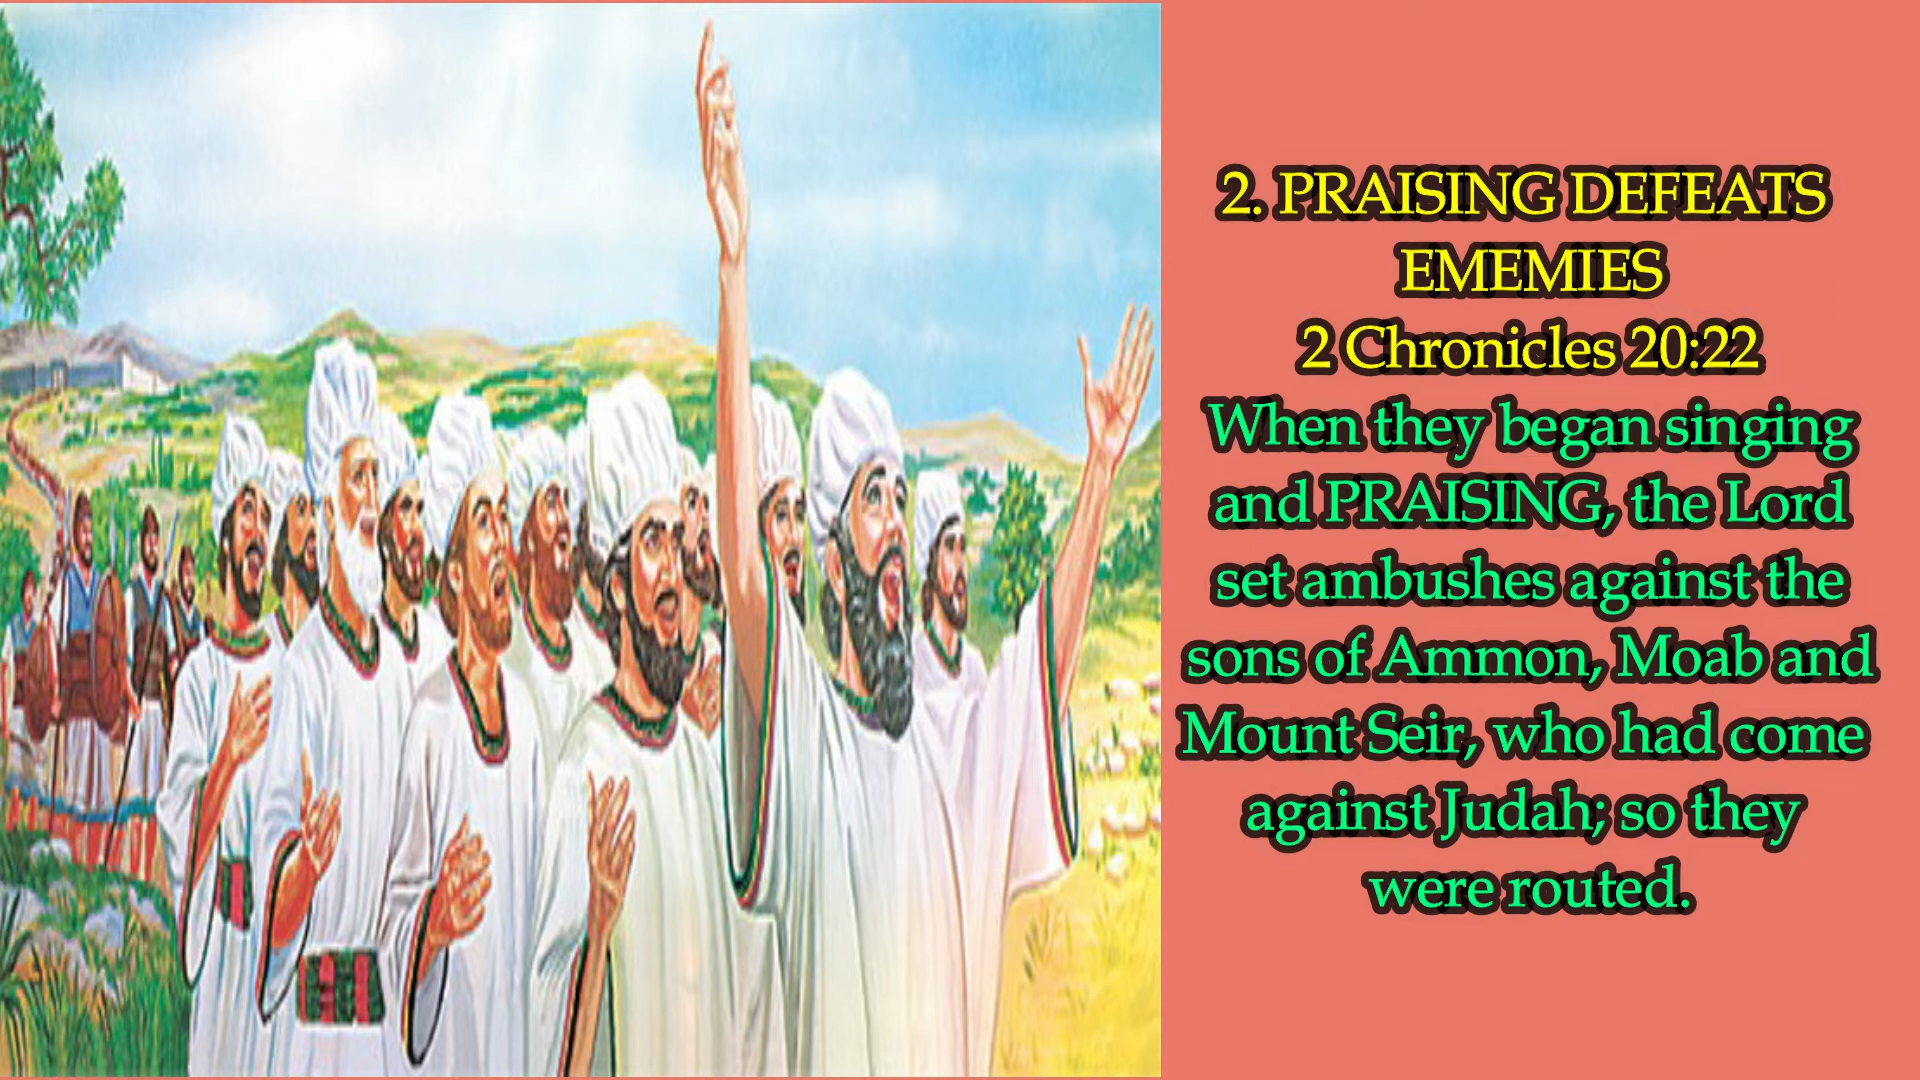 2. PRAISING DEFEATS
EMEMIES
2 Chronicles 20:22
When they began singing
and PRAISING, the Lord
set ambushes against the
sons of Ammon, Moab and
Mount Seir, who had come
against Judah; so they
were routed.